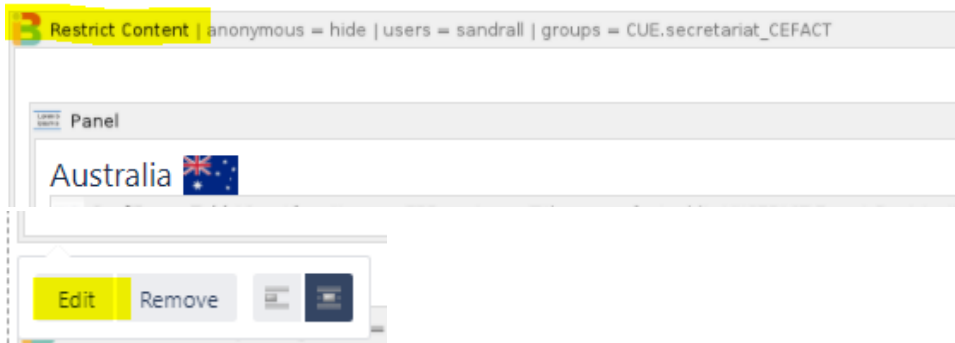 Restrict Content | anonymous = hide | users = sandrall | groups = CUE.secretariat_CEFACT
Panel
Australia
Edit Remove
=